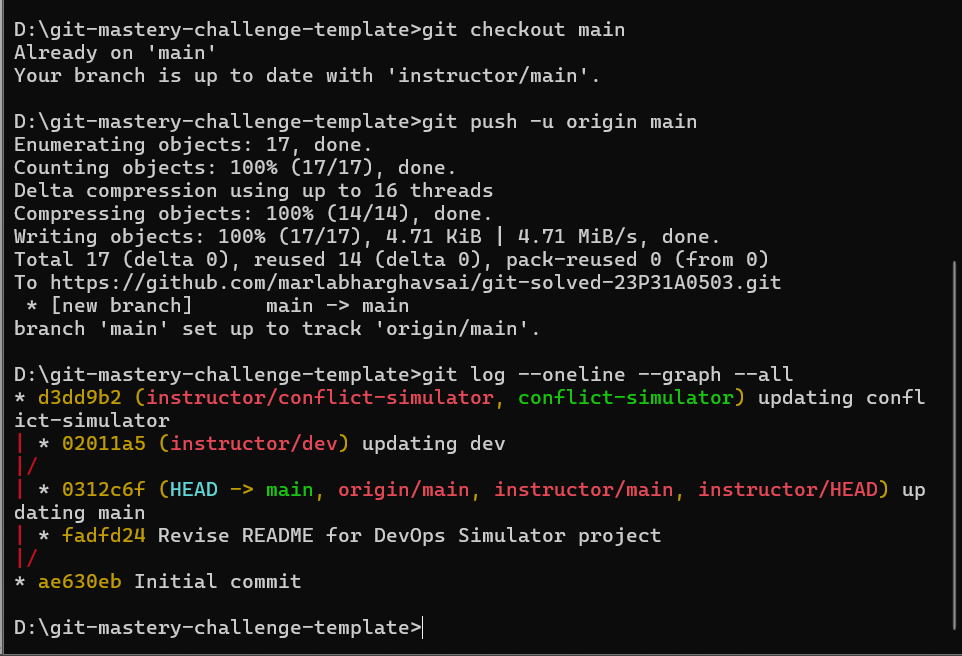 D:\git-mastery-challenge-template>git checkout main
Already on 'main'
Your branch is up to date with 'instructor/main'.
D:\git-mastery-challenge-template>git push -u origin main
Enumerating objects: 17, done.
Counting objects: 100% (17/17), done.
Delta compression using up to 16 threads
Compressing objects: 100% (14/14), done.
Writing objects: 100% (17/17), 4.71 KiB | 4.71 MiB/s, done.
Total 17 (delta 0), reused 14 (delta 0), pack-reused 0 (from 0)
To https://github.com/marlabharghavsai/git-solved-23P31A0503.git
 * [new branch]      main -> main
branch 'main' set up to track 'origin/main'.
D:\git-mastery-challenge-template>git log --oneline --graph --all
* d3dd9b2 (instructor/conflict-simulator, conflict-simulator) updating confl
ict-simulator
| * 02011a5 (instructor/dev) updating dev
|/
| * 0312c6f (HEAD -> main, origin/main, instructor/main, instructor/HEAD) up
dating main
| * fadfd24 Revise README for DevOps Simulator project
|/
* ae630eb Initial commit
D:\git-mastery-challenge-template>